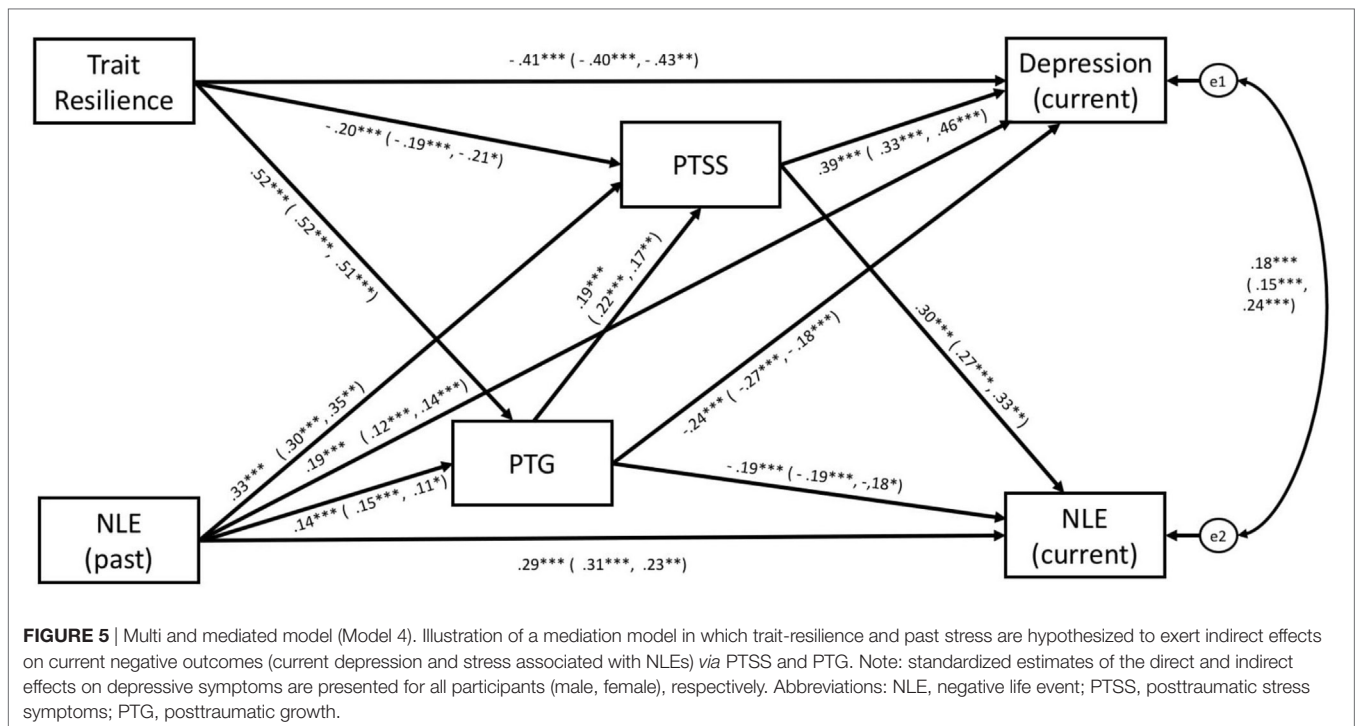 Trait
Resilience
- .41*** ( - .40***, - .43**)
Depression
(current)
e1
- .20*** ( - .19***, - .21*)
PTSS
.39*** ( .33***, .46***)
.52*** ( .52***, .51***)
.19***
(.22***, .17**)
.18***
( .15***,
.24***)
.30*** (.27***, .33**)
-.24*** ( -.27***, - .18***)
.33*** (.30***, .35**)
.19*** (.12***, .14***)
PTG
- .19*** ( - .19***, -,18*)
.14*** ( .15***, .11*)
NLE
(past)
NLE
(current)
e2
.29*** ( .31***, .23**)
FIGURE 5 | Multi and mediated model (Model 4). Illustration of a mediation model in which trait-resilience and past stress are hypothesized to exert indirect effects
on current negative outcomes (current depression and stress associated with NLEs) via PTSS and PTG. Note: standardized estimates of the direct and indirect
effects on depressive symptoms are presented for all participants (male, female), respectively. Abbreviations: NLE, negative life event; PTSS, posttraumatic stress
symptoms; PTG, posttraumatic growth.